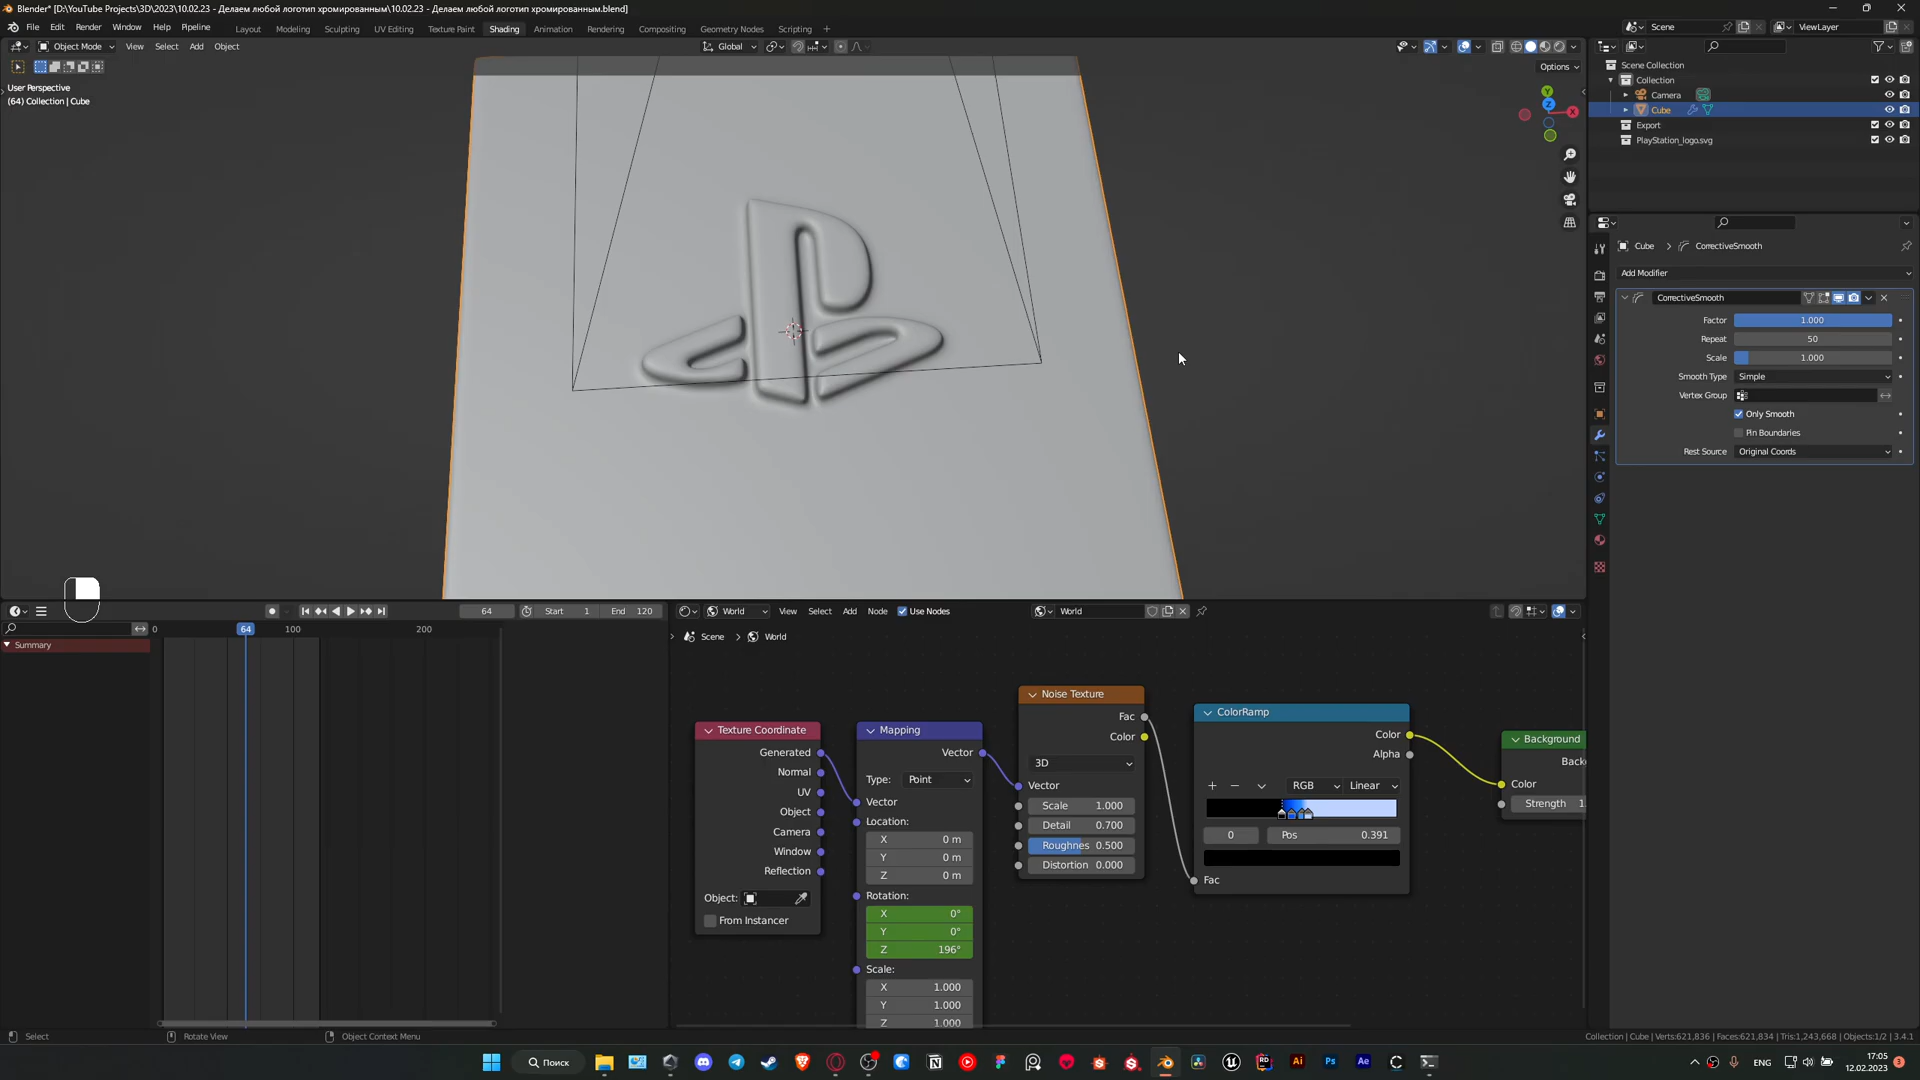 Blender* [D:\YouTube Projects\3D\2023\10.02.23 - Делаем любой логотип хромированным\10.02.23 - Делаем любой логотип хромированным.blend]
File Edit Render Window Help Pipeline Layout Modeling Sculpting UV Editing Texture Paint Shading Animation Rendering Compositing Geometry Nodes Scripting + Scene ViewLayer
Object Mode View Select Add Object Global
Options
User Perspective
(64) Collection | Cube
Y
Z
X
Scene Collection
Collection
Camera
Cube
Export
PlayStation_logo.svg
Cube > CorrectiveSmooth
Add Modifier
CorrectiveSmooth
Factor 1.000
Repeat 50
Scale 1.000
Smooth Type Simple
Vertex Group
Only Smooth
Pin Boundaries
Rest Source Original Coords
64 Start 1 End 120
0 64 100 200
Summary
World View Select Add Node Use Nodes World
Scene > World
Texture Coordinate
Generated
Normal
UV
Object
Camera
Window
Reflection
Object:
From Instancer
Mapping
Vector
Type: Point
Vector
Location:
X 0 m
Y 0 m
Z 0 m
Rotation:
X 0°
Y 0°
Z 196°
Scale:
X 1.000
Y 1.000
Z 1.000
Noise Texture
Fac
Color
3D
Vector
Scale 1.000
Detail 0.700
Roughnes 0.500
Distortion 0.000
ColorRamp
Color
Alpha
RGB Linear
0 Pos 0.391
Fac
Background
Bac
Color
Strength 1
Select Rotate View Object Context Menu
Collection | Cube | Verts:621,836 | Faces:621,834 | Tris:1,243,668 | Objects:1/2 | 3.4.1
Поиск
ENG
17:05
12.02.2023
3